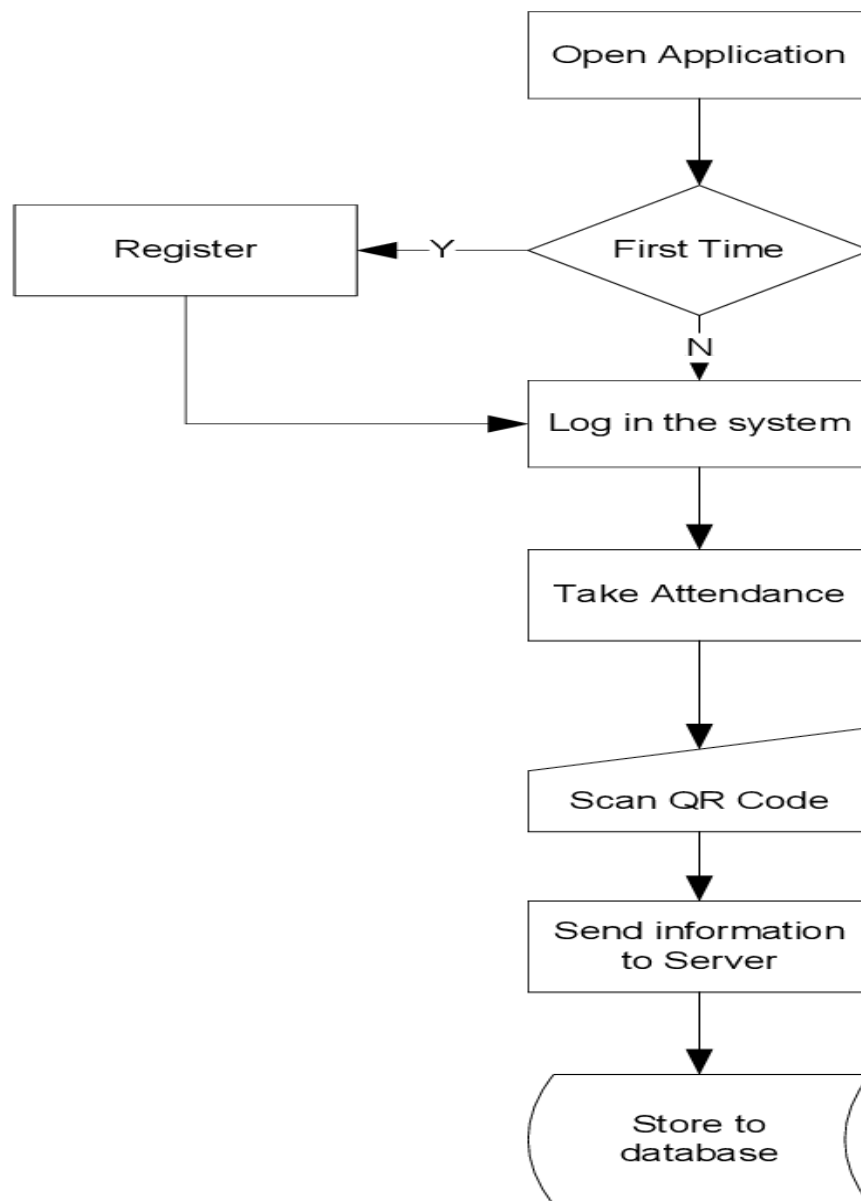 Open Application
First Time
Y
Register
N
Log in the system
Take Attendance
Scan QR Code
Send information
to Server
Store to
database